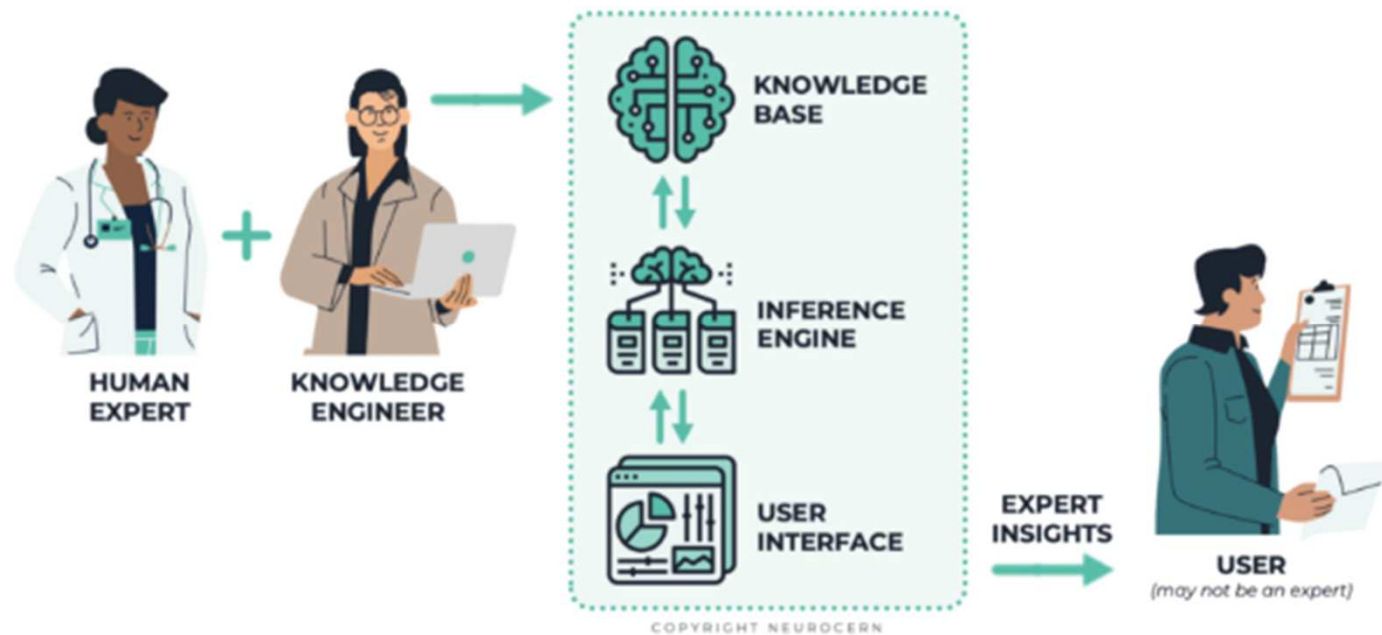 HUMAN
EXPERT
KNOWLEDGE
ENGINEER
KNOWLEDGE
BASE
INFERENCE
ENGINE
USER
INTERFACE
EXPERT
INSIGHTS
USER
(may not be an expert)
COPYRIGHT NEUROCERN